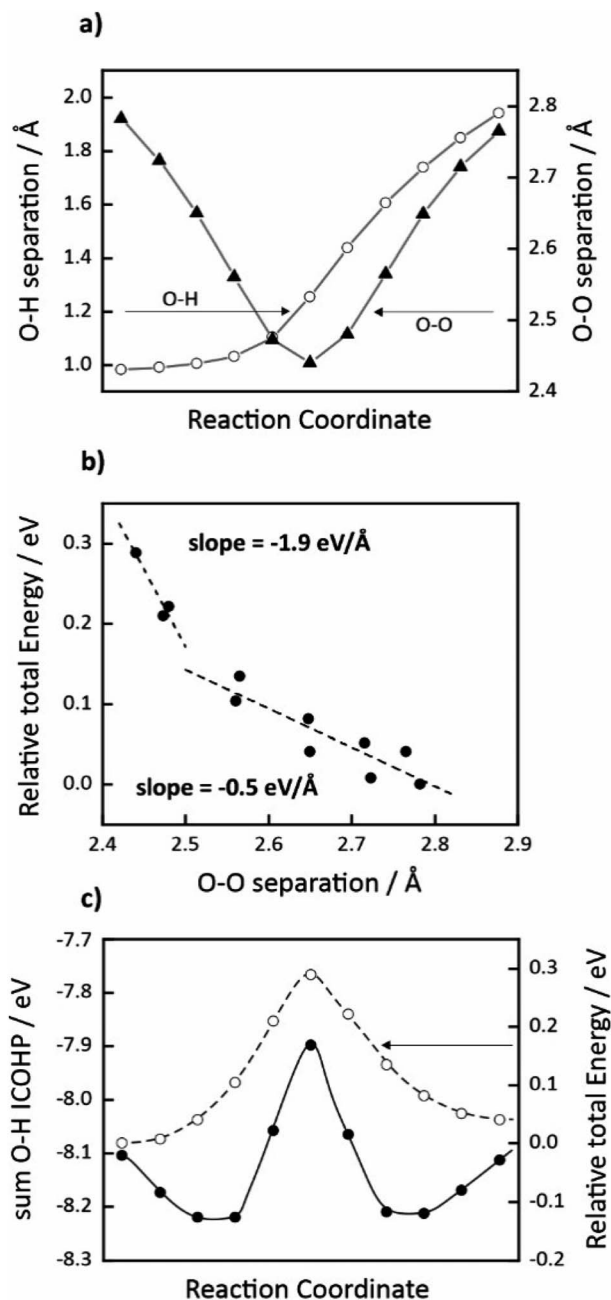 a)
O-H separation / Å
2.0
1.8
1.6
1.4
1.2
1.0
O-H
O-O
2.8
2.7
2.6
2.5
2.4
O-O separation / Å
Reaction Coordinate
b)
Relative total Energy / eV
0.3
0.2
0.1
0.0
slope = -1.9 eV/Å
slope = -0.5 eV/Å
2.4 2.5 2.6 2.7 2.8 2.9
O-O separation / Å
c)
sum O-H ICOHP / eV
-7.7
-7.8
-7.9
-8.0
-8.1
-8.2
-8.3
0.3
0.2
0.1
0.0
-0.1
-0.2
Relative total Energy / eV
Reaction Coordinate